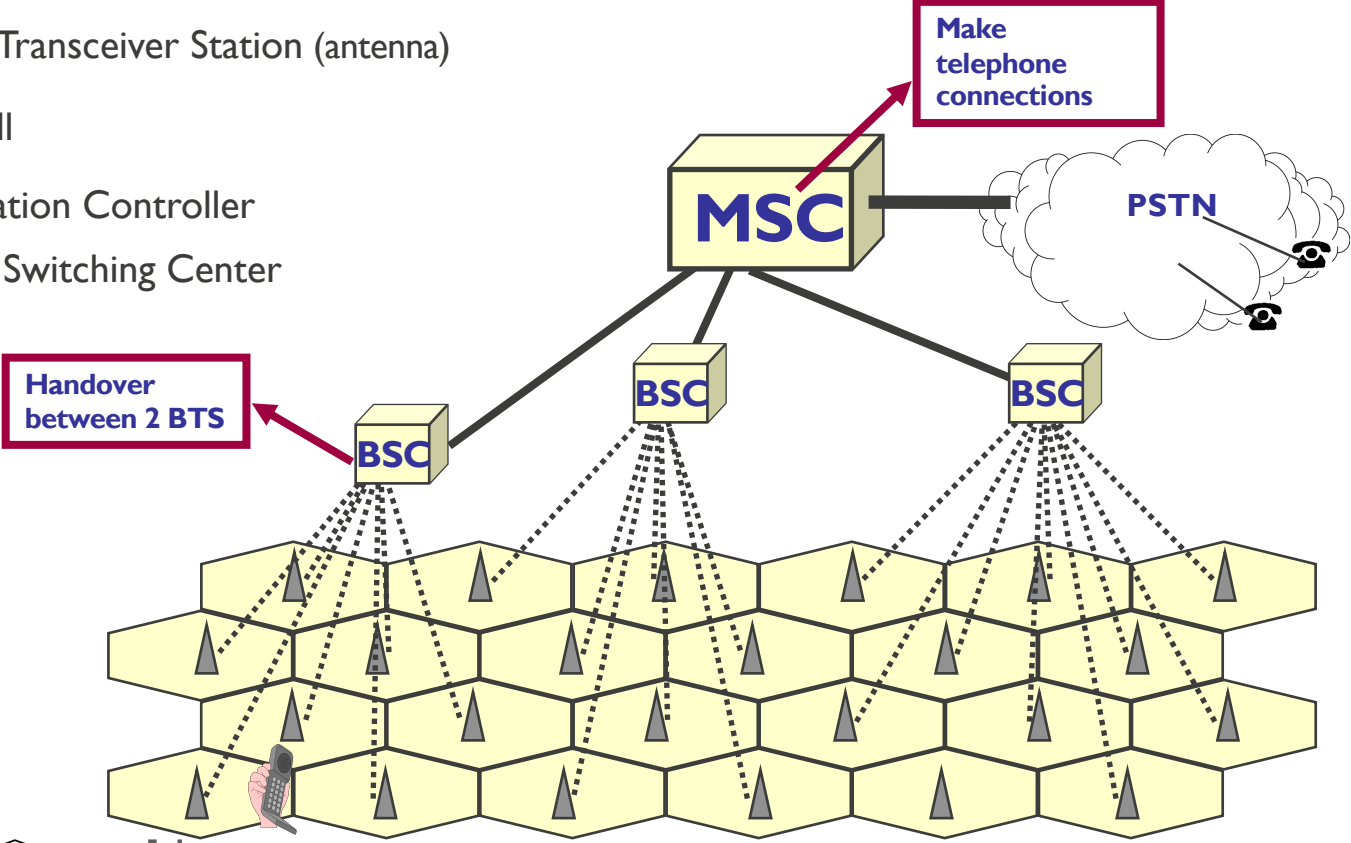 Transceiver Station (antenna)
ll
ation Controller
Switching Center
Make
telephone
connections
MSC
PSTN
Handover
between 2 BTS
BSC
BSC
BSC